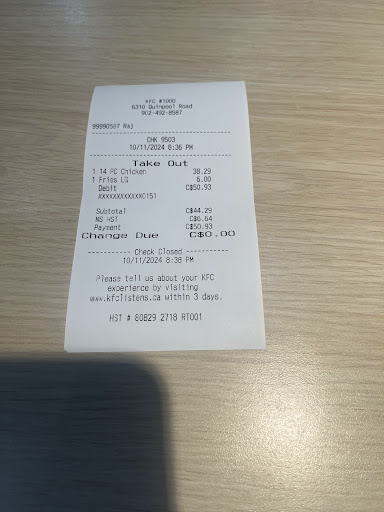 KFC #1000
6310 Quinpool Road
902-492-8587
99990507 Raj
CHK 9503
10/11/2024 8:36 PM
Take Out
1 14 PC Chicken 38.29
1 Fries LG 6.00
Debit C$50.93
XXXXXXXXXXXX0151
Subtotal C$44.29
NS HST C$6.64
Payment C$50.93
Change Due C$0.00
----------- Check Closed -----------
10/11/2024 8:38 PM
Please tell us about your KFC
experience by visiting
www.kfclistens.ca within 3 days.
HST # 80829 2718 RT001